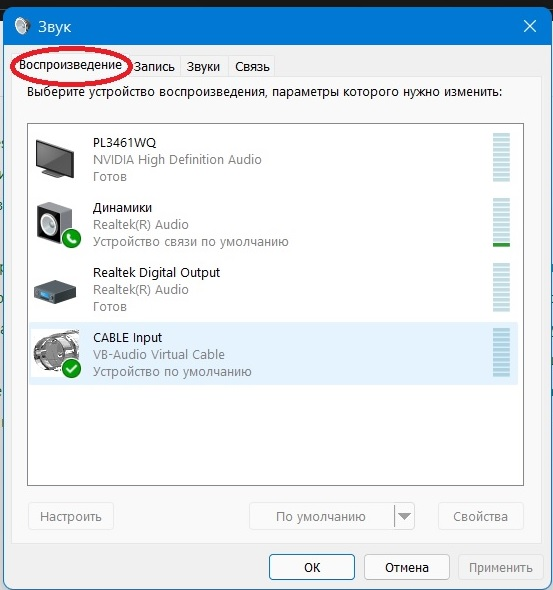 Звук
Воспроизведение Запись Звуки Связь
Выберите устройство воспроизведения, параметры которого нужно изменить:
PL3461WQ
NVIDIA High Definition Audio
Готов
Динамики
Realtek(R) Audio
Устройство связи по умолчанию
Realtek Digital Output
Realtek(R) Audio
Готов
CABLE Input
VB-Audio Virtual Cable
Устройство по умолчанию
Настроить По умолчанию Свойства
ОК Отмена Применить